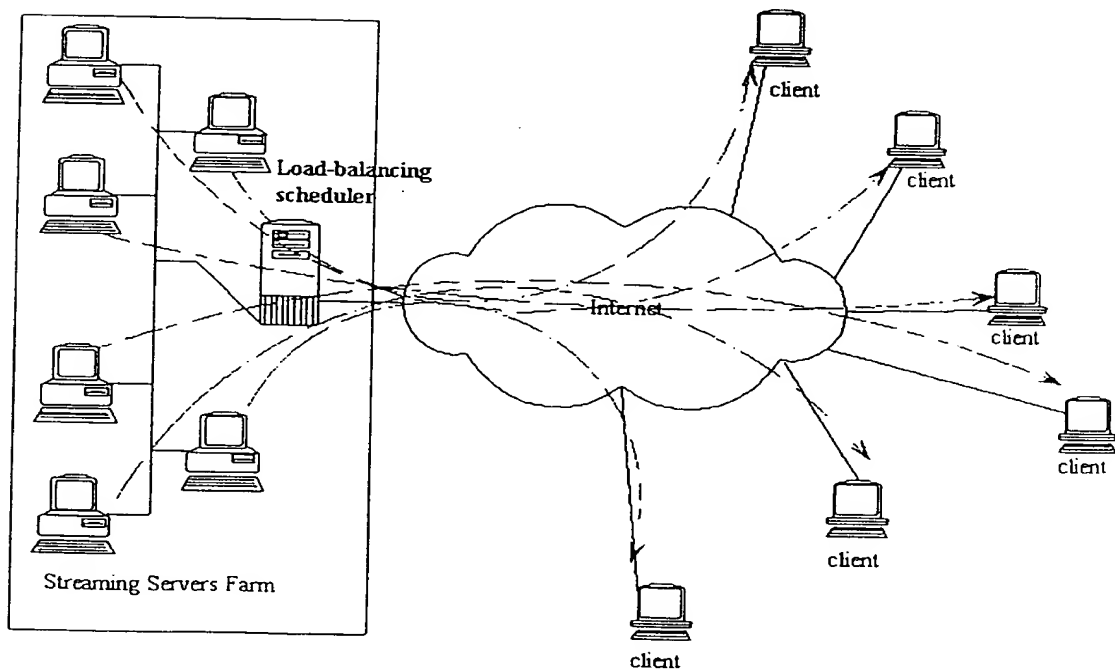 client
client
Load-balancing
scheduler
Internet
client
client
client
Streaming Servers Farm
client